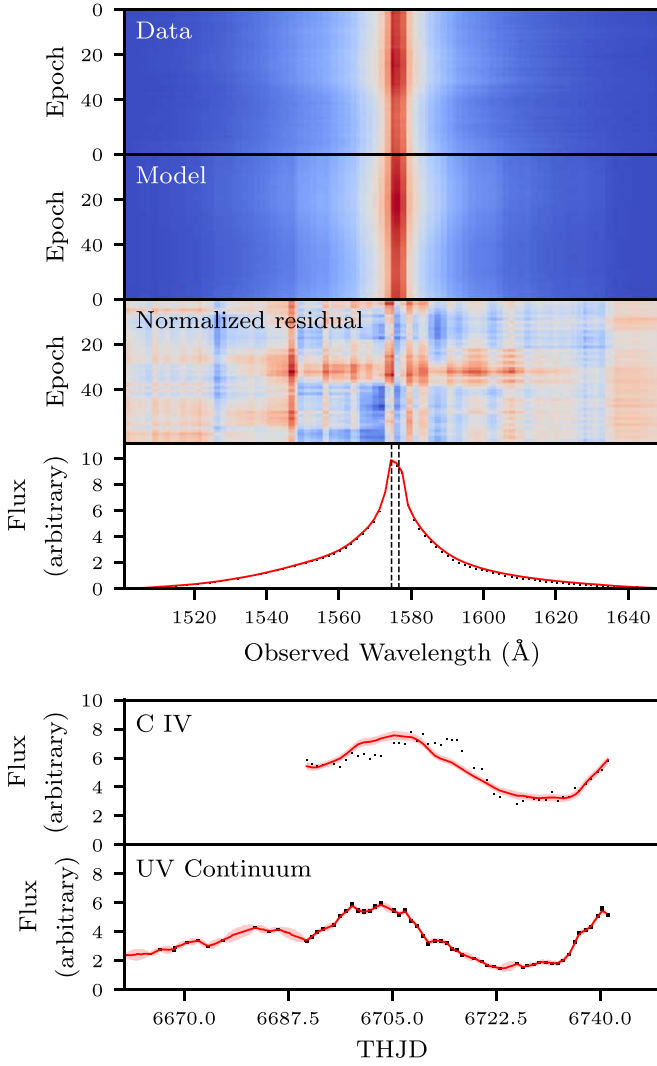 0
Data
20
40
Epoch
0
Model
20
40
Epoch
0
Normalized residual
20
40
Epoch
10
8
6
4
2
0
Flux
(arbitrary)
1520 1540 1560 1580 1600 1620 1640
Observed Wavelength (Å)
10
C IV
8
6
4
2
0
Flux
(arbitrary)
UV Continuum
8
6
4
2
0
Flux
(arbitrary)
6670.0 6687.5 6705.0 6722.5 6740.0
THJD